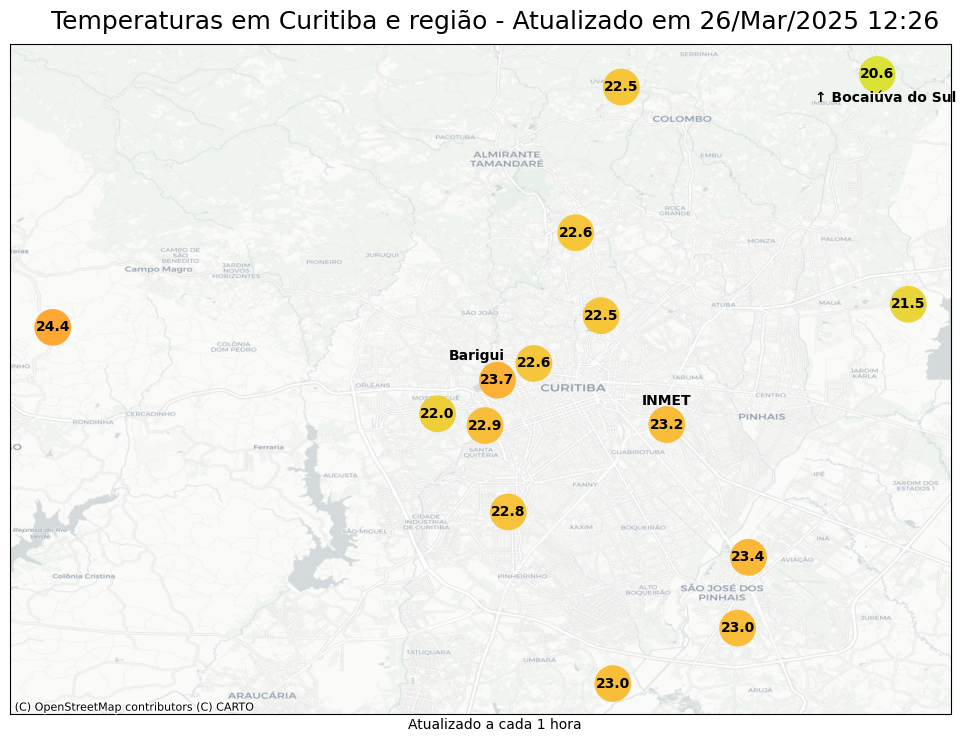 Temperaturas em Curitiba e região - Atualizado em 26/Mar/2025 12:26
SERRINHA
20.6
22.5
↑ Bocaiúva do Sul
COLOMBO
PACOTUBA
ALMIRANTE
TAMANDARÉ
EMBU
ROÇA
GRANDE
22.6
MONZA
PALOMA
CAMPO DE
SÃO
BENEDITO
JURUQUI
PIONEIRO
Campo Magro
JARDIM
NOVOS
HORIZONTES
21.5
ATUBA
MAUÁ
SÃO JOÃO
22.5
24.4
COLÔNIA
DOM PEDRO
Barigui
22.6
JARDIM
KARLA
23.7
TARUMÃ
ORLEANS
CURITIBA
CENTRO
INMET
22.0
CERCADINHO
RONDINHA
PINHAIS
22.9
23.2
Ferraria
SANTA
QUITÉRIA
GUABIROTUBA
AUGUSTA
IPÊ
FANNY
JARDIM DOS
ESTADOS I
22.8
CIDADE
INDUSTRIAL
DE CURITIBA
SÃO MIGUEL
XAXIM
BOQUEIRÃO
Represa do Rio
Verde
INÁ
23.4
AVIAÇÃO
Colônia Cristina
PINHEIRINHO
ALTO
BOQUEIRÃO
SÃO JOSÉ DOS
PINHAIS
JUREMA
23.0
TATUQUARA
UMBARÁ
23.0
ARUJÁ
ARAUCÁRIA
(C) OpenStreetMap contributors (C) CARTO
Atualizado a cada 1 hora